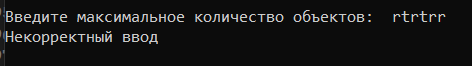 Введите максимальное количество объектов:  rtrtrr
Некорректный ввод